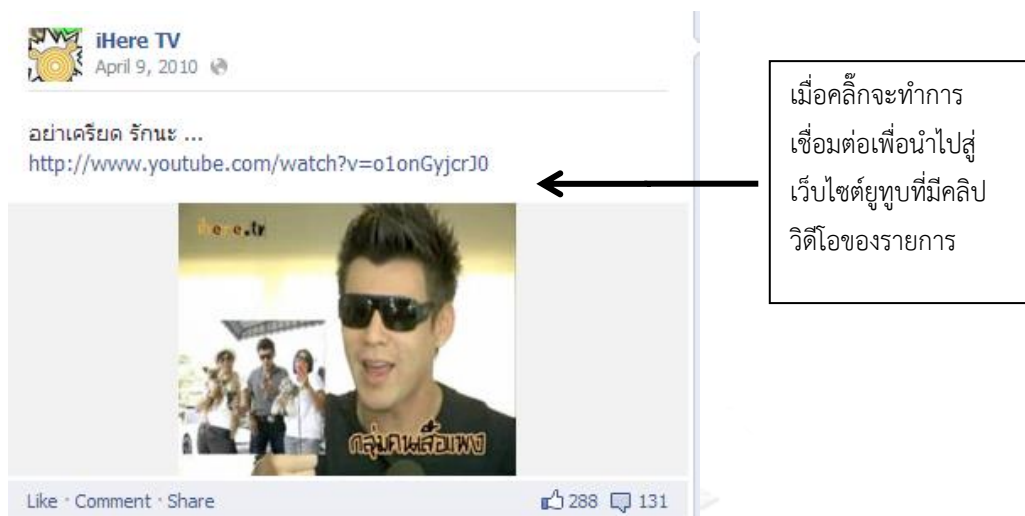 iHere TV
April 9, 2010
อย่าเครียด รักนะ ...
http://www.youtube.com/watch?v=o1onGyjcrJ0
ihere.tv
กลุ่มคนเสื้อแพง
Like · Comment · Share
288 131
เมื่อคลิ๊กจะทำการ
เชื่อมต่อเพื่อนำไปสู่
เว็บไซต์ยูทูบที่มีคลิป
วิดีโอของรายการ